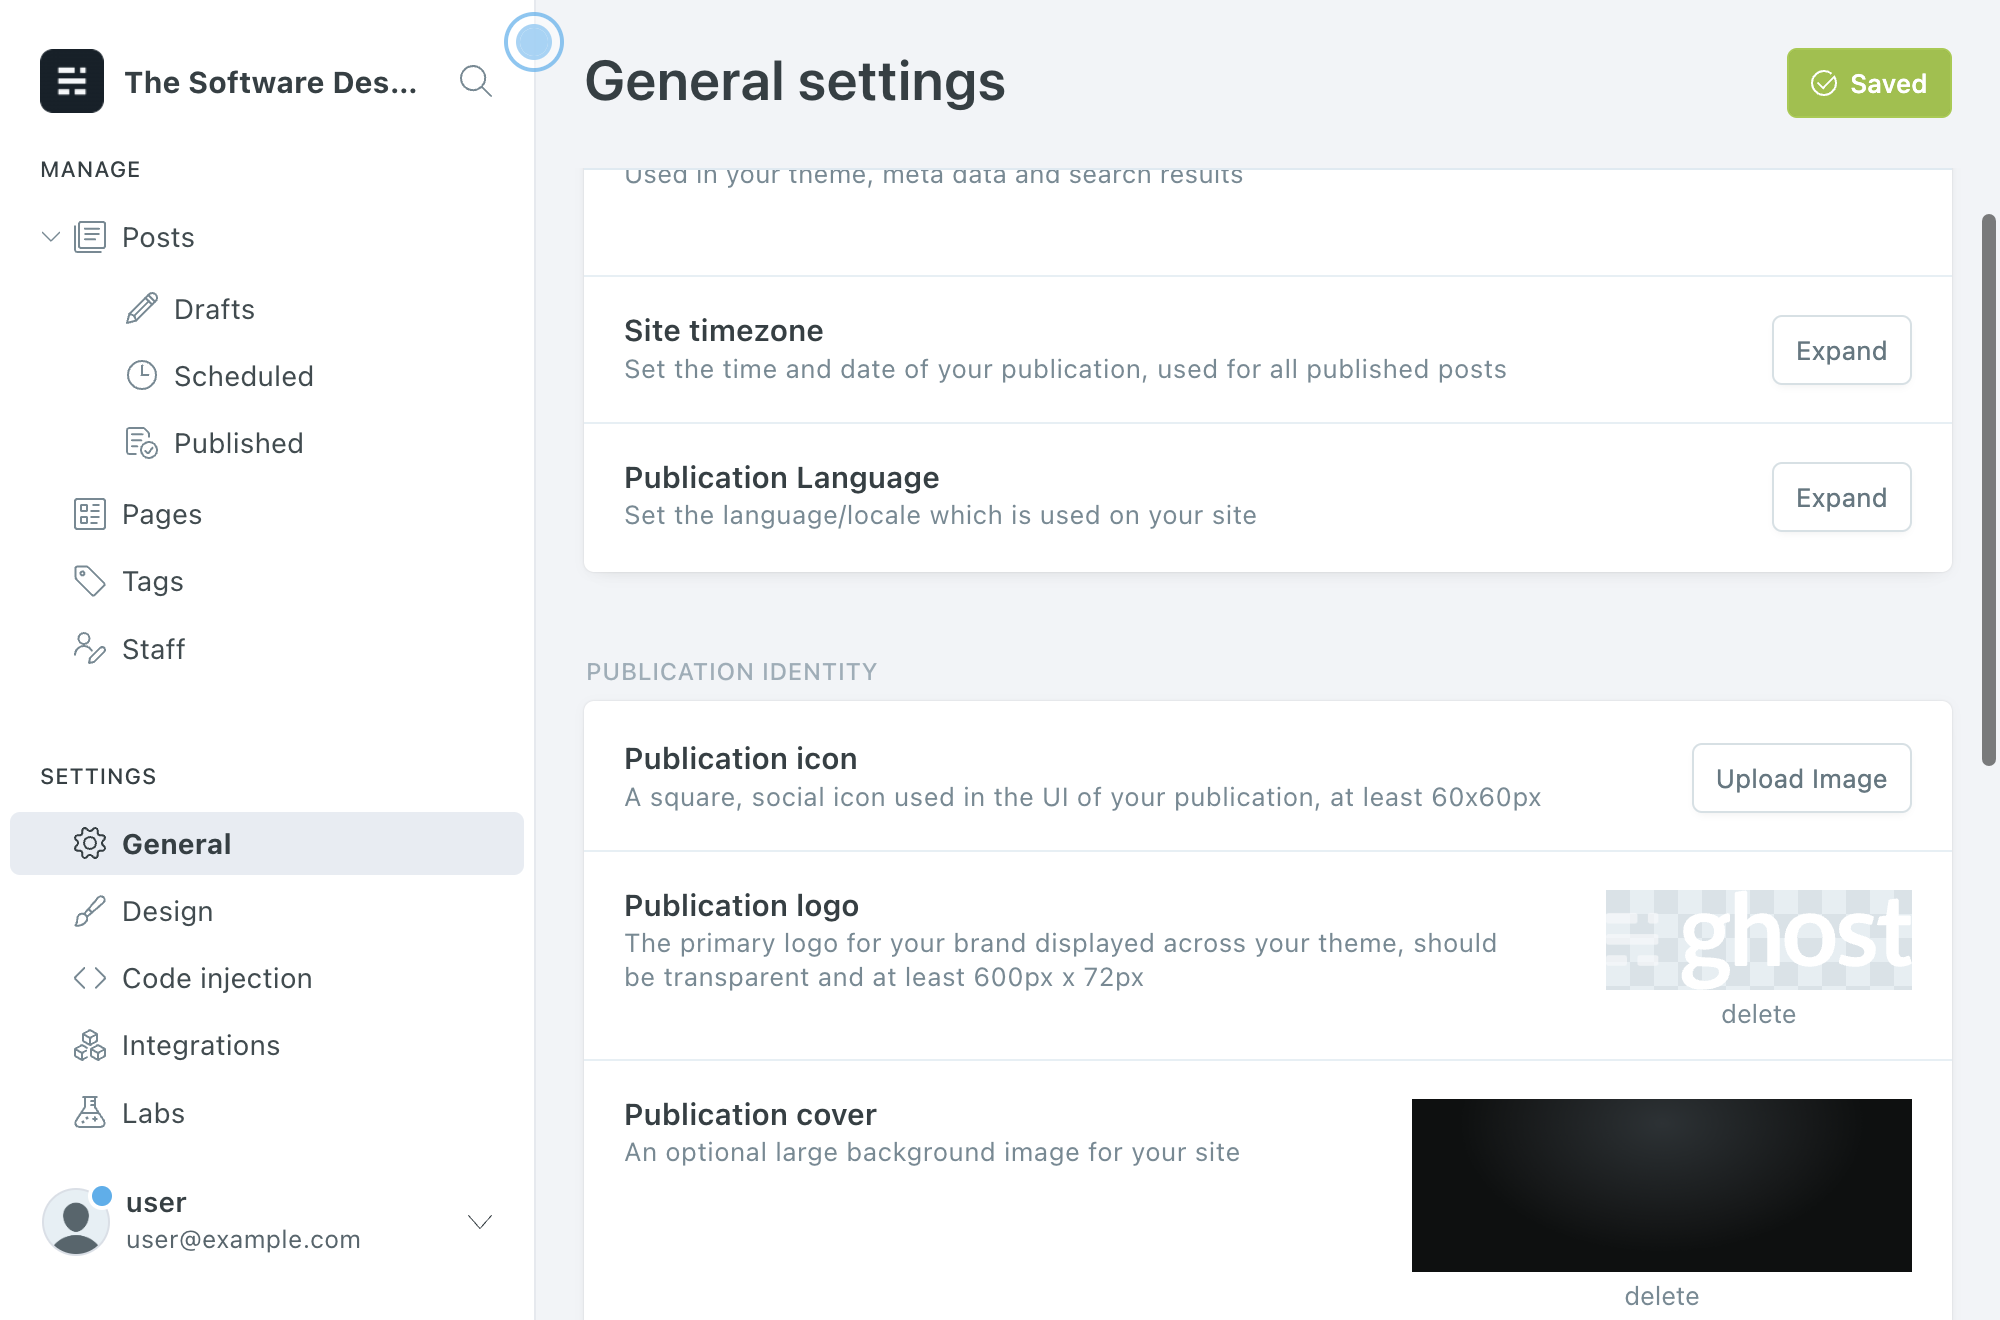 The Software Des...
MANAGE
Posts
Drafts
Scheduled
Published
Pages
Tags
Staff
SETTINGS
General
Design
Code injection
Integrations
Labs
user
user@example.com
General settings
Saved
Used in your theme, meta data and search results
Site timezone
Set the time and date of your publication, used for all published posts
Expand
Publication Language
Set the language/locale which is used on your site
Expand
PUBLICATION IDENTITY
Publication icon
A square, social icon used in the UI of your publication, at least 60x60px
Upload Image
Publication logo
The primary logo for your brand displayed across your theme, should
be transparent and at least 600px x 72px
ghost
delete
Publication cover
An optional large background image for your site
delete